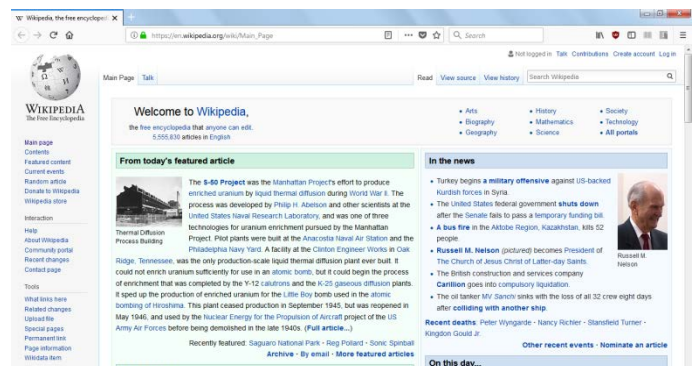 Wikipedia, the free encyclopedi
https://en.wikipedia.org/wiki/Main_Page
Search
Not logged in Talk Contributions Create account Log in
Main Page Talk
Read View source View history Search Wikipedia
WIKIPEDIA
The Free Encyclopedia
Main page
Contents
Featured content
Current events
Random article
Donate to Wikipedia
Wikipedia store
Interaction
Help
About Wikipedia
Community portal
Recent changes
Contact page
Tools
What links here
Related changes
Upload file
Special pages
Permanent link
Page information
Wikidata item
Welcome to Wikipedia,
the free encyclopedia that anyone can edit.
5,555,830 articles in English
Arts
Biography
Geography
History
Mathematics
Science
Society
Technology
All portals
From today's featured article
Thermal Diffusion
Process Building
The S-50 Project was the Manhattan Project's effort to produce
enriched uranium by liquid thermal diffusion during World War II. The
process was developed by Philip H. Abelson and other scientists at the
United States Naval Research Laboratory, and was one of three
technologies for uranium enrichment pursued by the Manhattan
Project. Pilot plants were built at the Anacostia Naval Air Station and the
Philadelphia Navy Yard. A facility at the Clinton Engineer Works in Oak
Ridge, Tennessee, was the only production-scale liquid thermal diffusion plant ever built. It
could not enrich uranium sufficiently for use in an atomic bomb, but it could begin the process
of enrichment that was completed by the Y-12 calutrons and the K-25 gaseous diffusion plants.
It sped up the production of enriched uranium for the Little Boy bomb used in the atomic
bombing of Hiroshima. This plant ceased production in September 1945, but was reopened in
May 1946, and used by the Nuclear Energy for the Propulsion of Aircraft project of the US
Army Air Forces before being demolished in the late 1940s. (Full article...)
Recently featured: Saguaro National Park · Reg Pollard · Sonic Spinball
Archive · By email · More featured articles
In the news
Turkey begins a military offensive against US-backed
Kurdish forces in Syria.
The United States federal government shuts down
after the Senate fails to pass a temporary funding bill.
A bus fire in the Aktobe Region, Kazakhstan, kills 52
people.
Russell M. Nelson (pictured) becomes President of
The Church of Jesus Christ of Latter-day Saints.
The British construction and services company
Carillion goes into compulsory liquidation.
The oil tanker MV Sanchi sinks with the loss of all 32 crew eight days
after colliding with another ship.
Russell M.
Nelson
Recent deaths: Peter Wyngarde · Nancy Richler · Stansfield Turner ·
Kingdon Gould Jr.
Other recent events · Nominate an article
On this day...